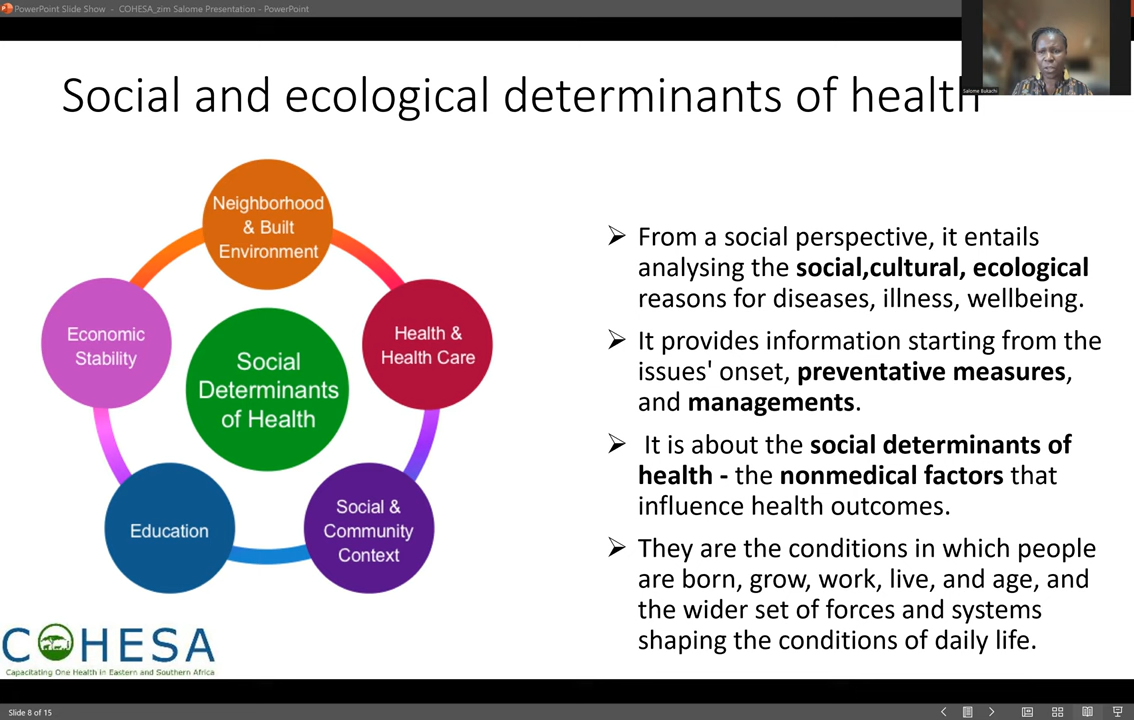 PowerPoint Slide Show - COHESA_zim Salome Presentation - PowerPoint
Salome Bukachi
Social and ecological determinants of health
Neighborhood
& Built
Environment
Economic
Stability
Health &
Health Care
Social
Determinants
of Health
Education
Social &
Community
Context
➢ From a social perspective, it entails
analysing the social,cultural, ecological
reasons for diseases, illness, wellbeing.
➢ It provides information starting from the
issues' onset, preventative measures,
and managements.
➢ It is about the social determinants of
health - the nonmedical factors that
influence health outcomes.
➢ They are the conditions in which people
are born, grow, work, live, and age, and
the wider set of forces and systems
shaping the conditions of daily life.
COHESA
Capacitating One Health in Eastern and Southern Africa
Slide 8 of 15